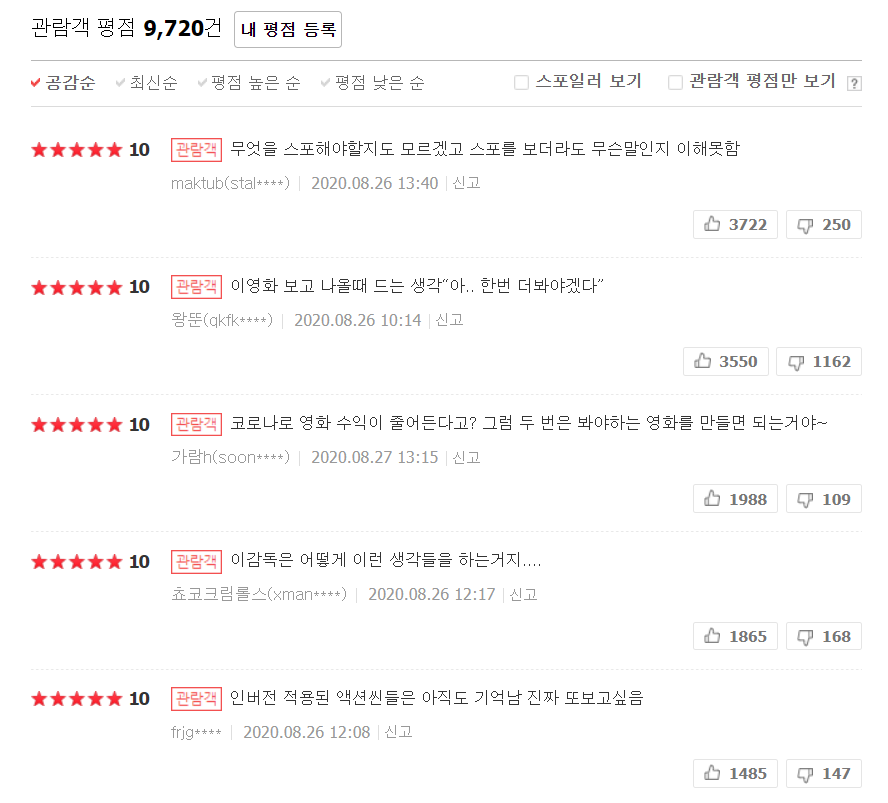 관람객 평점 9,720건 내 평점 등록
공감순 최신순 평점 높은 순 평점 낮은 순 스포일러 보기 관람객 평점만 보기 ?
10 관람객 무엇을 스포해야할지도 모르겠고 스포를 보더라도 무슨말인지 이해못함
maktub(stal****) 2020.08.26 13:40 신고
3722 250
10 관람객 이영화 보고 나올때 드는 생각“아.. 한번 더봐야겠다”
왕뚠(qkfk****) 2020.08.26 10:14 신고
3550 1162
10 관람객 코로나로 영화 수익이 줄어든다고? 그럼 두 번은 봐야하는 영화를 만들면 되는거야~
가람h(soon****) 2020.08.27 13:15 신고
1988 109
10 관람객 이감독은 어떻게 이런 생각들을 하는거지....
쵸코크림롤스(xman****) 2020.08.26 12:17 신고
1865 168
10 관람객 인버전 적용된 액션씬들은 아직도 기억남 진짜 또보고싶음
frjg**** 2020.08.26 12:08 신고
1485 147